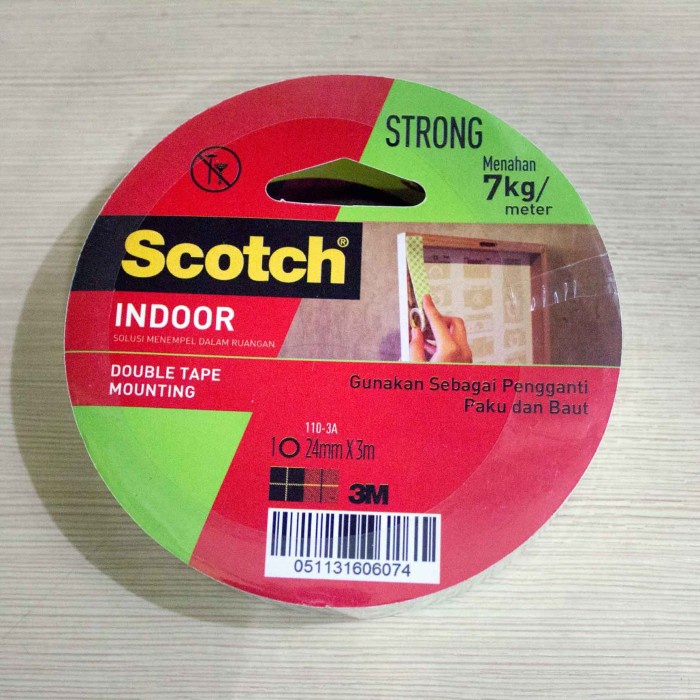 STRONG
Menahan
7kg/
meter
Scotch®
INDOOR
SOLUSI MENEMPEL DALAM RUANGAN
DOUBLE TAPE
MOUNTING
Gunakan Sebagai Pengganti
Paku dan Baut
110-3A
1 24mm X 3m
3M
051131606074